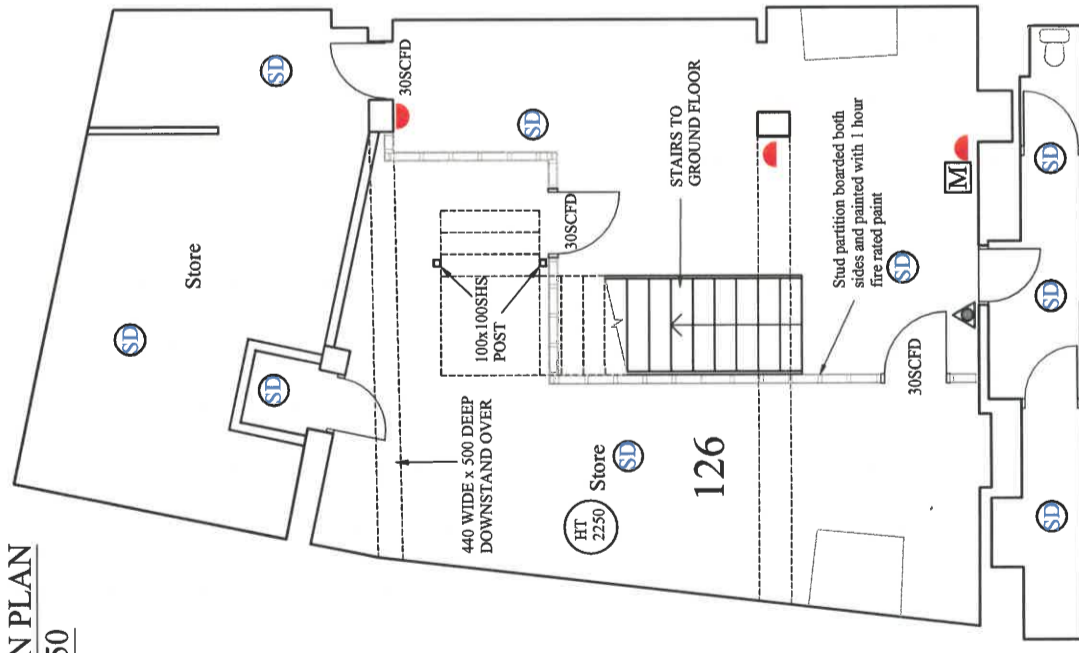 N PLAN
50
SD
SD
SD
Store
30SCFD
SD
100x100SHS
POST
30SCFD
STAIRS TO
GROUND FLOOR
440 WIDE x 500 DEEP
DOWNSTAND OVER
HT
2250
Store
SD
126
Stud partition boarded both
sides and painted with 1 hour
fire rated paint
SD
30SCFD
M
SD
SD
SD